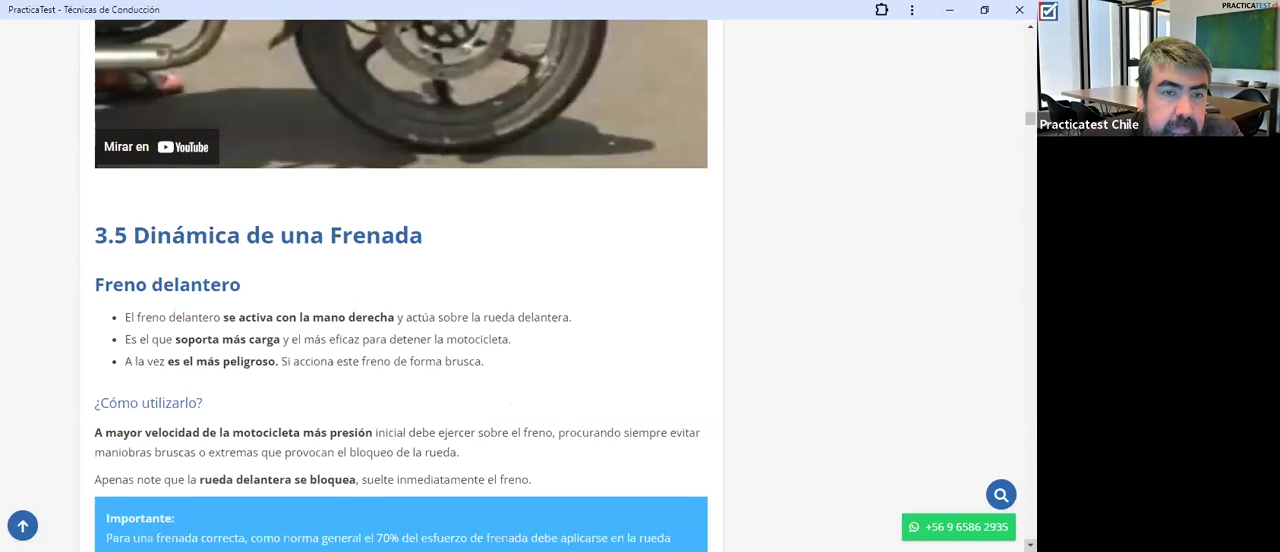 PracticaTest - Técnicas de Conducción
PRACTICATEST
Practicatest Chile
Mirar en YouTube
3.5 Dinámica de una Frenada
Freno delantero
El freno delantero se activa con la mano derecha y actúa sobre la rueda delantera.
Es el que soporta más carga y el más eficaz para detener la motocicleta.
A la vez es el más peligroso. Si acciona este freno de forma brusca.
¿Cómo utilizarlo?
A mayor velocidad de la motocicleta más presión inicial debe ejercer sobre el freno, procurando siempre evitar
maniobras bruscas o extremas que provocan el bloqueo de la rueda.
Apenas note que la rueda delantera se bloquea, suelte inmediatamente el freno.
Importante:
Para una frenada correcta, como norma general el 70% del esfuerzo de frenada debe aplicarse en la rueda
+56 9 6586 2935